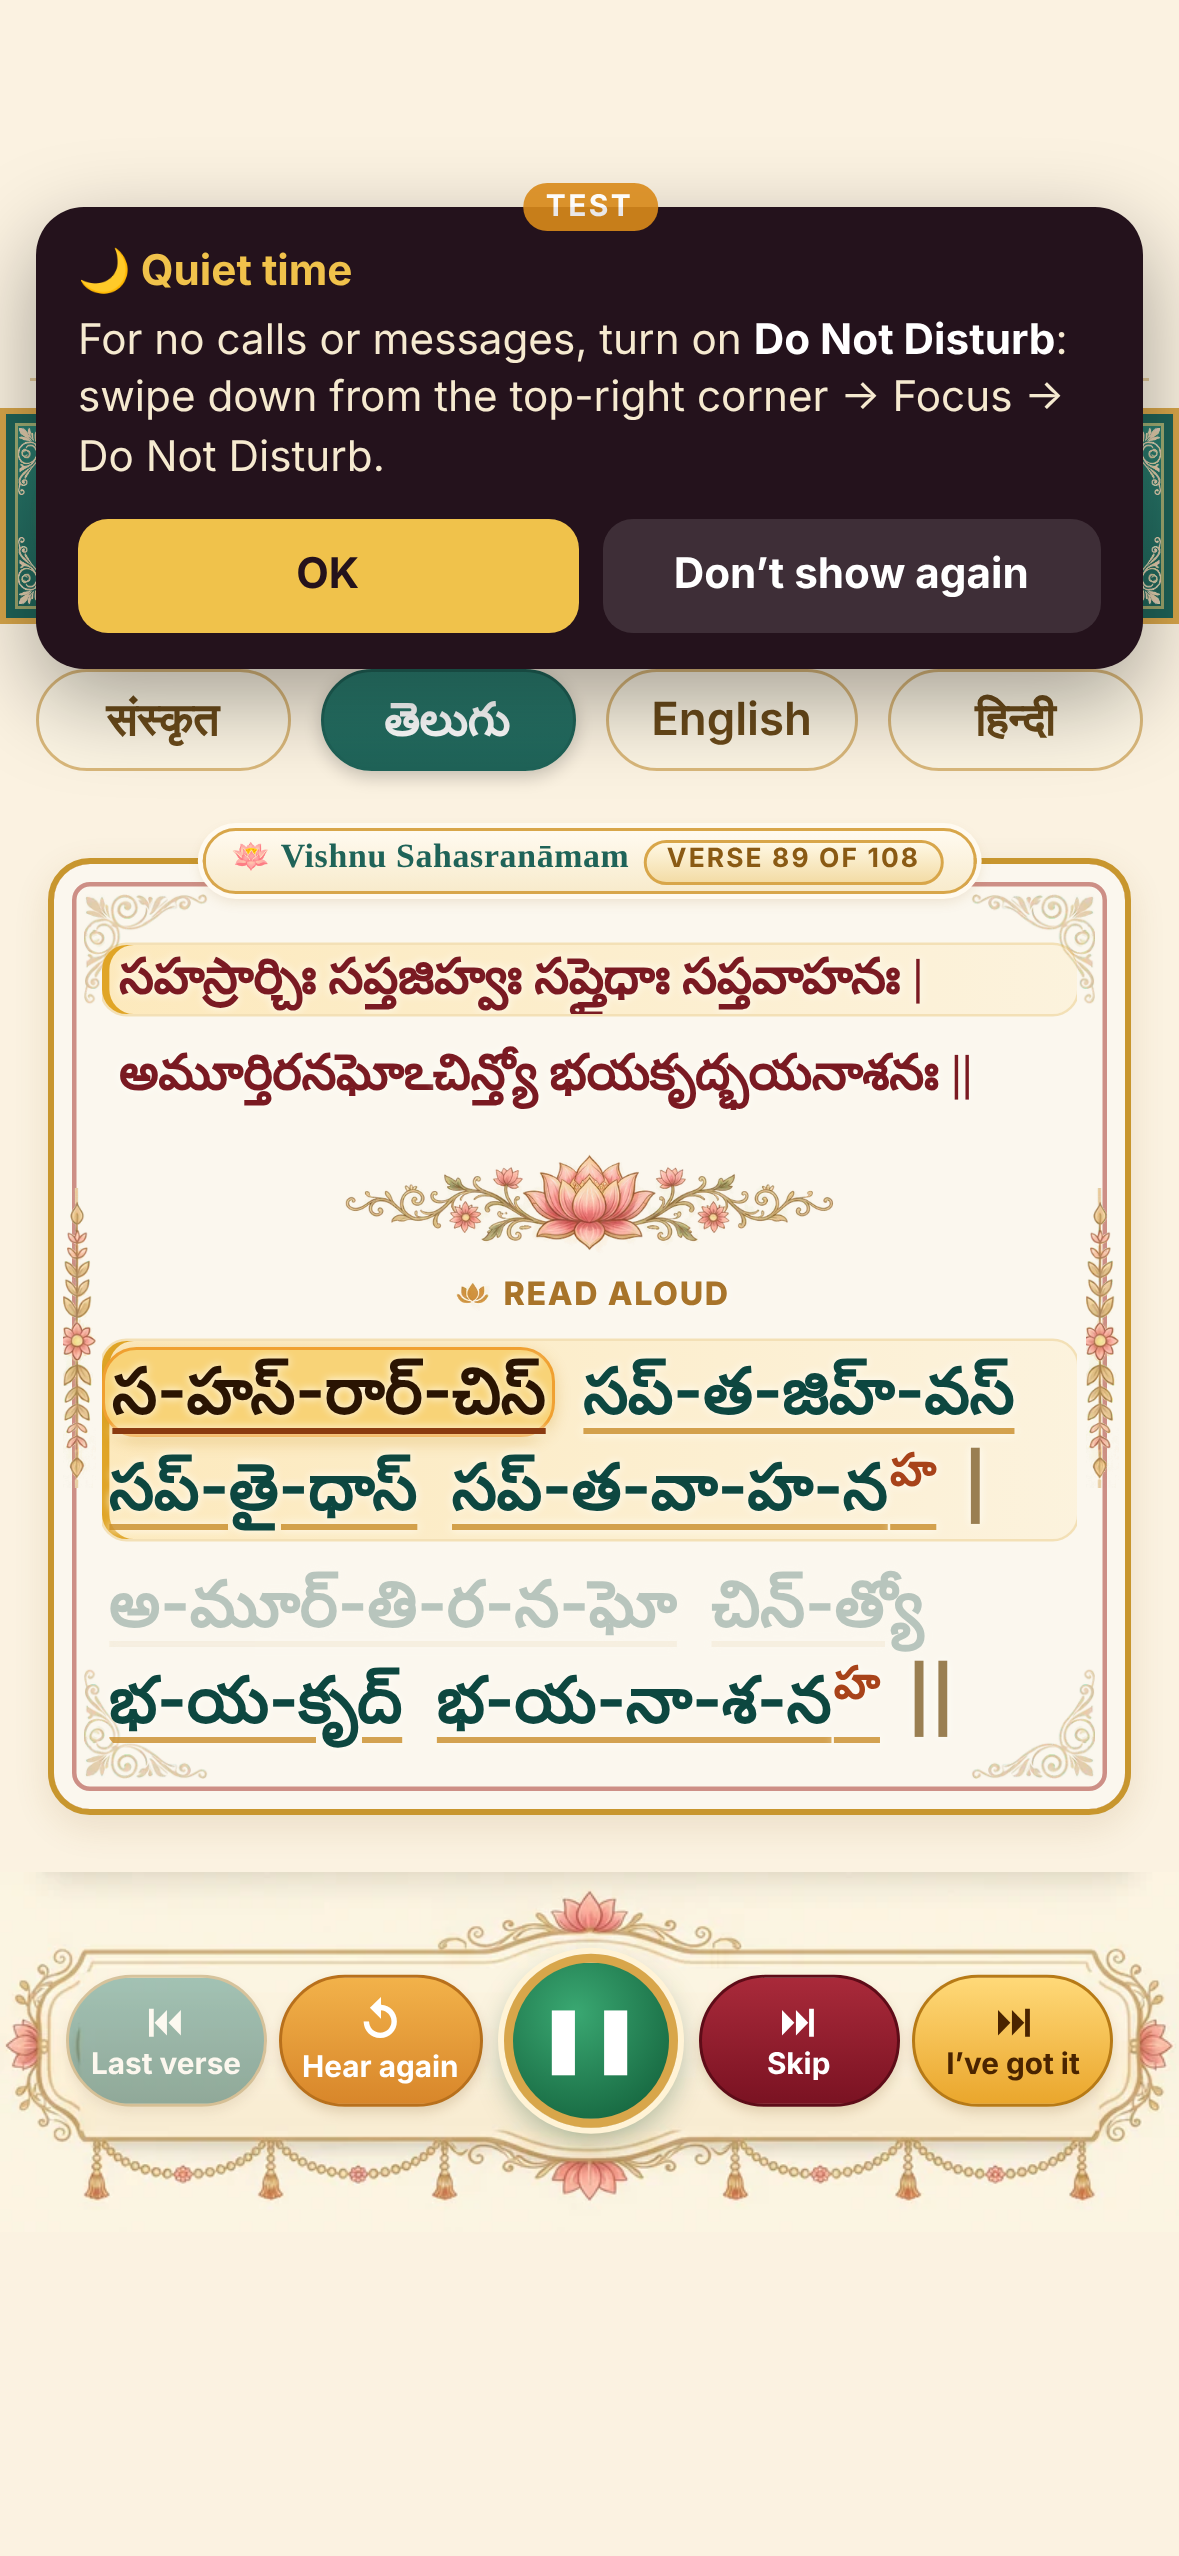 TEST
🌙 Quiet time
For no calls or messages, turn on Do Not Disturb:
swipe down from the top-right corner → Focus →
Do Not Disturb.
OK
Don’t show again
संस्कृत
తెలుగు
English
हिन्दी
Vishnu Sahasranāmam
VERSE 89 OF 108
సహస్రార్చిః సప్తజిహ్వః సప్తైధాః సప్తవాహనః |
అమూర్తిరనఘోఽచిన్త్యో భయకృద్భయనాశనః ||
READ ALOUD
స-హస్-రార్-చిస్ సప్-త-జిహ్-వస్
సప్-తై-ధాస్ సప్-త-వా-హ-నహ |
అ-మూర్-తి-ర-న-ఘో చిన్-త్యో
భ-య-కృద్ భ-య-నా-శ-నహ ||
Last verse
Hear again
Skip
I’ve got it